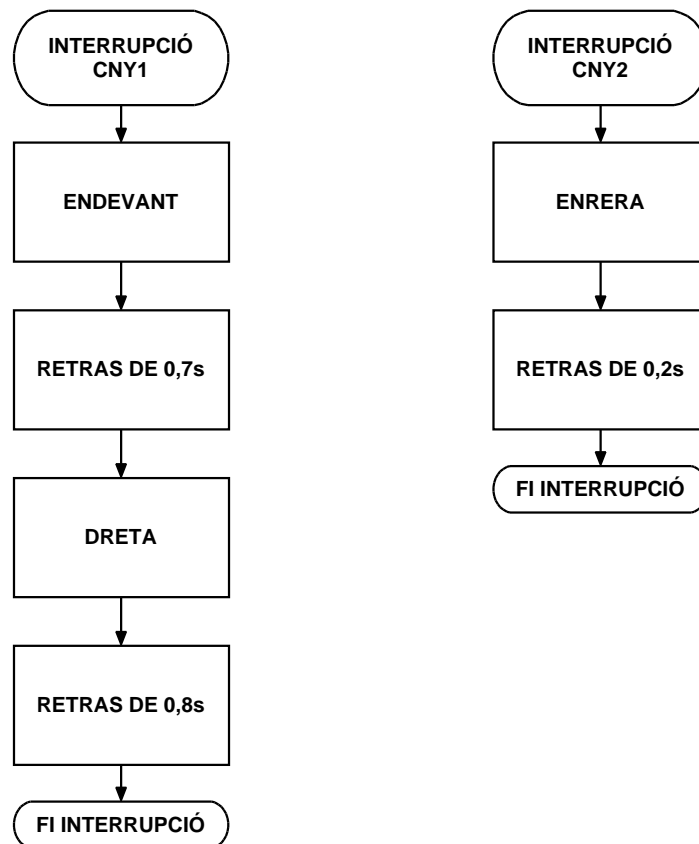 INTERRUPCIÓ
CNY1
ENDEVANT
RETRAS DE 0,7s
DRETA
RETRAS DE 0,8s
FI INTERRUPCIÓ
INTERRUPCIÓ
CNY2
ENRERA
RETRAS DE 0,2s
FI INTERRUPCIÓ